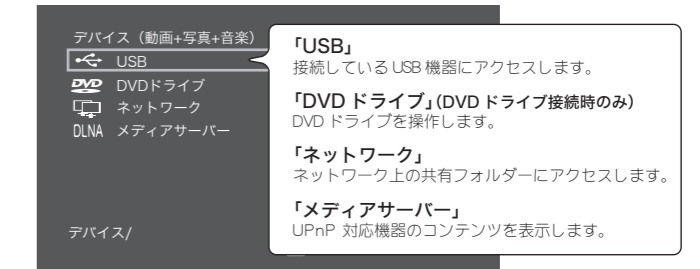 デバイス（動画+写真+音楽）
USB
DVD DVDドライブ
ネットワーク
DLNA メディアサーバー
デバイス/
「USB」
接続しているUSB機器にアクセスします。
「DVDドライブ」(DVDドライブ接続時のみ)
DVDドライブを操作します。
「ネットワーク」
ネットワーク上の共有フォルダーにアクセスします。
「メディアサーバー」
UPnP 対応機器のコンテンツを表示します。